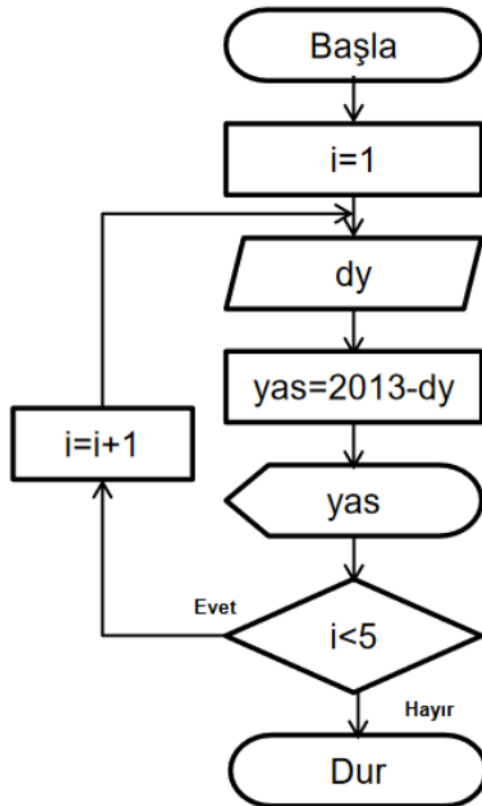 Başla
i=1
dy
yas=2013-dy
i=i+1
yas
Evet
i<5
Hayır
Dur